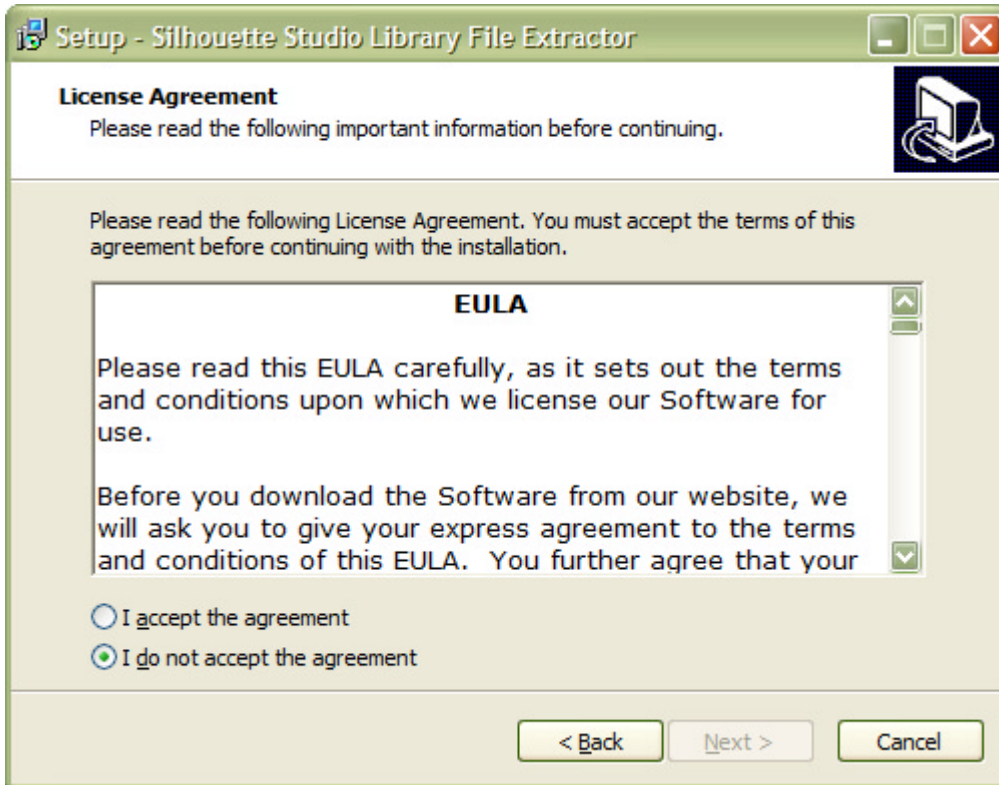 Setup - Silhouette Studio Library File Extractor
License Agreement
Please read the following important information before continuing.
Please read the following License Agreement. You must accept the terms of this
agreement before continuing with the installation.
EULA
Please read this EULA carefully, as it sets out the terms
and conditions upon which we license our Software for
use.
Before you download the Software from our website, we
will ask you to give your express agreement to the terms
and conditions of this EULA.  You further agree that your
I accept the agreement
I do not accept the agreement
< Back
Next >
Cancel